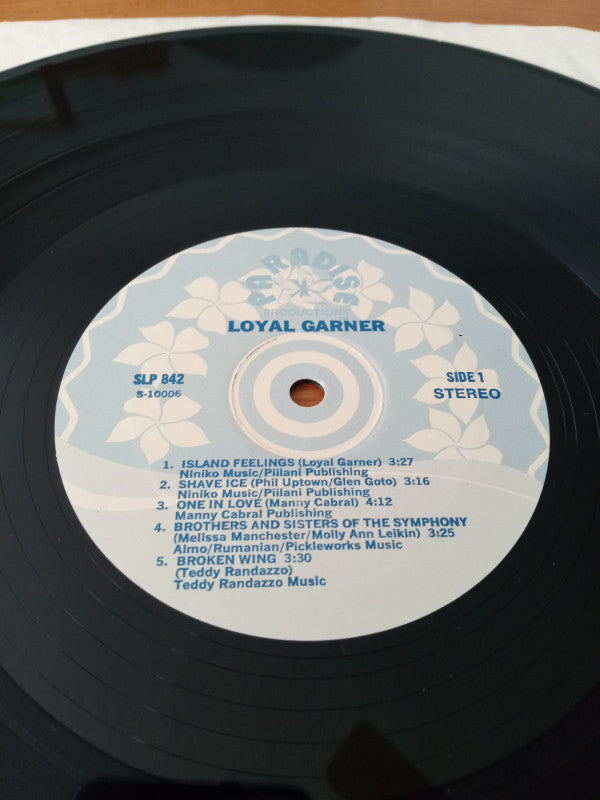 PARADISE
PRODUCTIONS
LOYAL GARNER
SLP 842
S-10006
SIDE 1
STEREO
1. ISLAND FEELINGS (Loyal Garner) 3:27
Niniko Music/Piilani Publishing
2. SHAVE ICE (Phil Uptown/Glen Goto) 3:16
Niniko Music/Piilani Publishing
3. ONE IN LOVE (Manny Cabral) 4:12
Manny Cabral Publishing
4. BROTHERS AND SISTERS OF THE SYMPHONY
(Melissa Manchester/Molly Ann Leikin) 3:25
Almo/Rumanian/Pickleworks Music
5. BROKEN WING 3:30
(Teddy Randazzo)
Teddy Randazzo Music